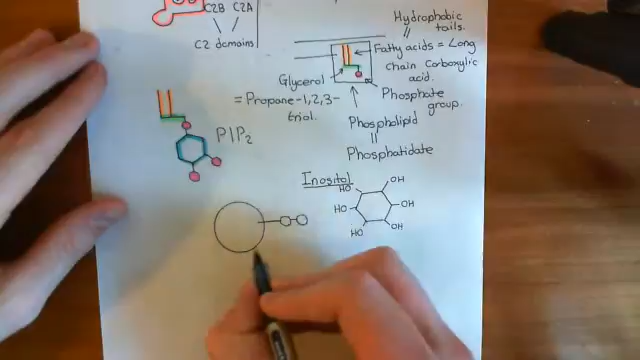 C2B C2A
C2 domains
Hydrophobic
tails.
=
Fatty acids = Long
chain Carboxylic
acid.
Glycerol
= Propane-1,2,3-
triol.
Phosphate
group.
Phospholipid
=
Phosphatidate
PIP2
Inositol
HO OH
HO OH
HO OH